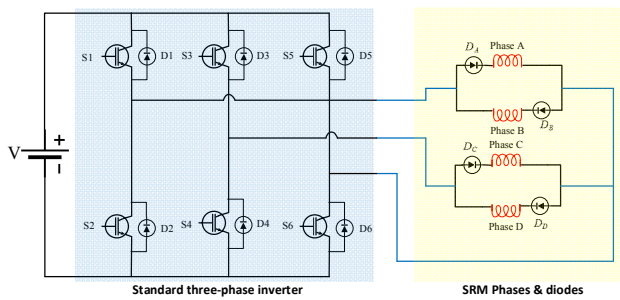 D_A
Phase A
S1
D1
S3
D3
S5
D5
Phase B
D_B
V
+
-
D_C
Phase C
S2
D2
S4
D4
S6
D6
Phase D
D_D
Standard three-phase inverter
SRM Phases & diodes